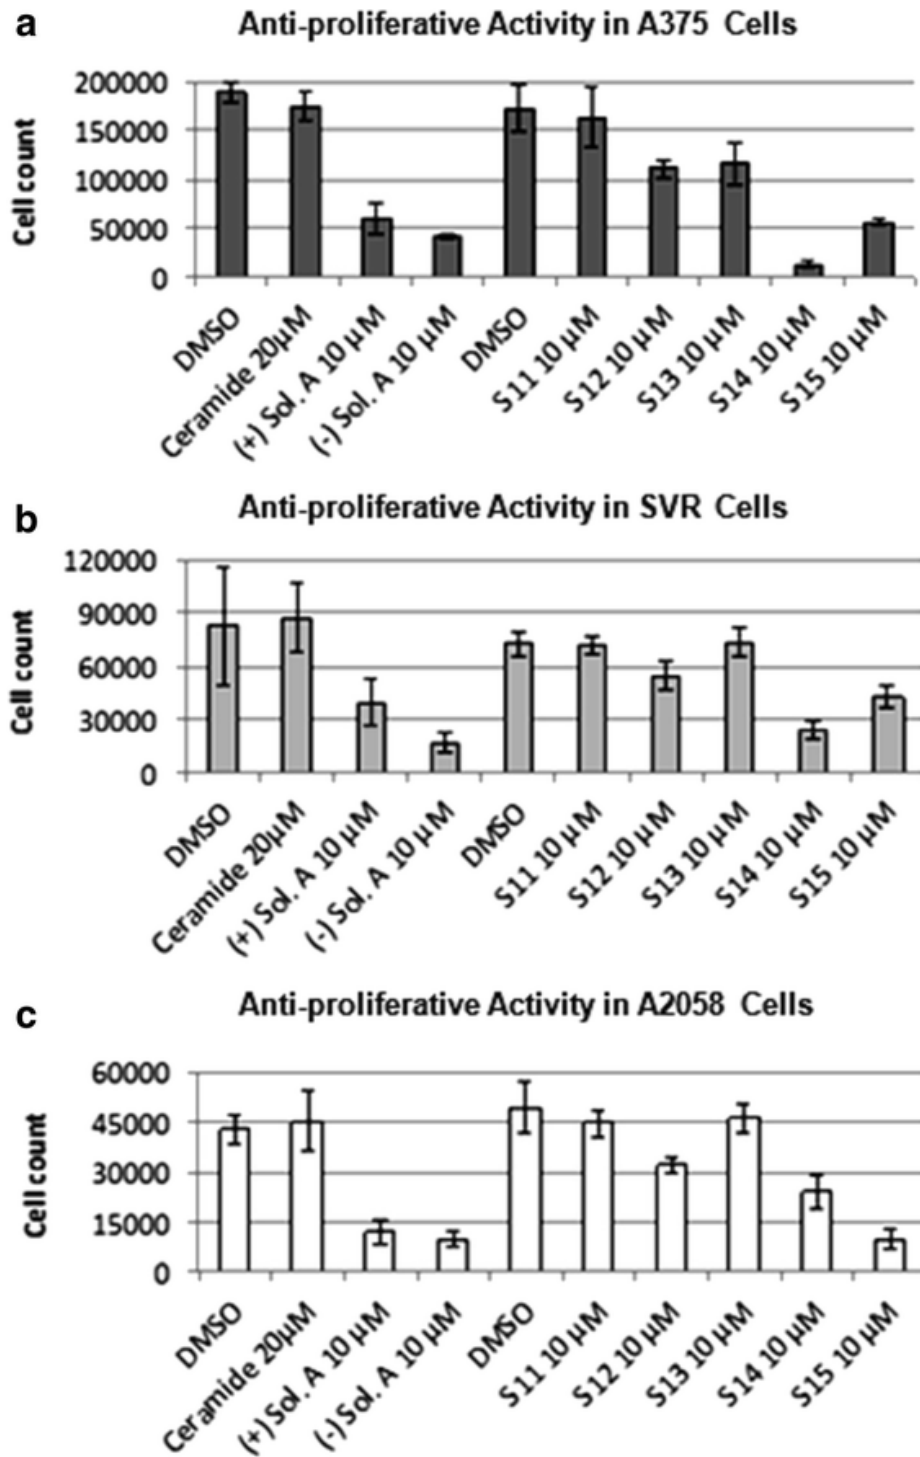 a
Anti-proliferative Activity in A375 Cells
Cell count
200000
150000
100000
50000
0
DMSO
Ceramide 20µM
(+) Sol. A 10 µM
(-) Sol. A 10 µM
DMSO
S11 10 µM
S12 10 µM
S13 10 µM
S14 10 µM
S15 10 µM
b
Anti-proliferative Activity in SVR Cells
Cell count
120000
90000
60000
30000
0
DMSO
Ceramide 20µM
(+) Sol. A 10 µM
(-) Sol. A 10 µM
DMSO
S11 10 µM
S12 10 µM
S13 10 µM
S14 10 µM
S15 10 µM
c
Anti-proliferative Activity in A2058 Cells
Cell count
60000
45000
30000
15000
0
DMSO
Ceramide 20µM
(+) Sol. A 10 µM
(-) Sol. A 10 µM
DMSO
S11 10 µM
S12 10 µM
S13 10 µM
S14 10 µM
S15 10 µM